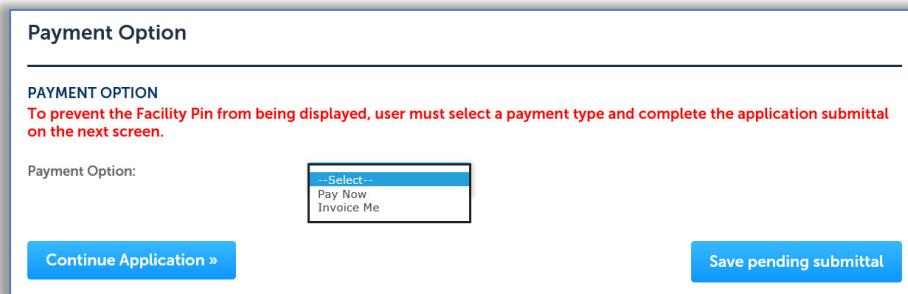 Payment Option
PAYMENT OPTION
To prevent the Facility Pin from being displayed, user must select a payment type and complete the application submittal
on the next screen.
Payment Option:
--Select--
Pay Now
Invoice Me
Continue Application »
Save pending submittal